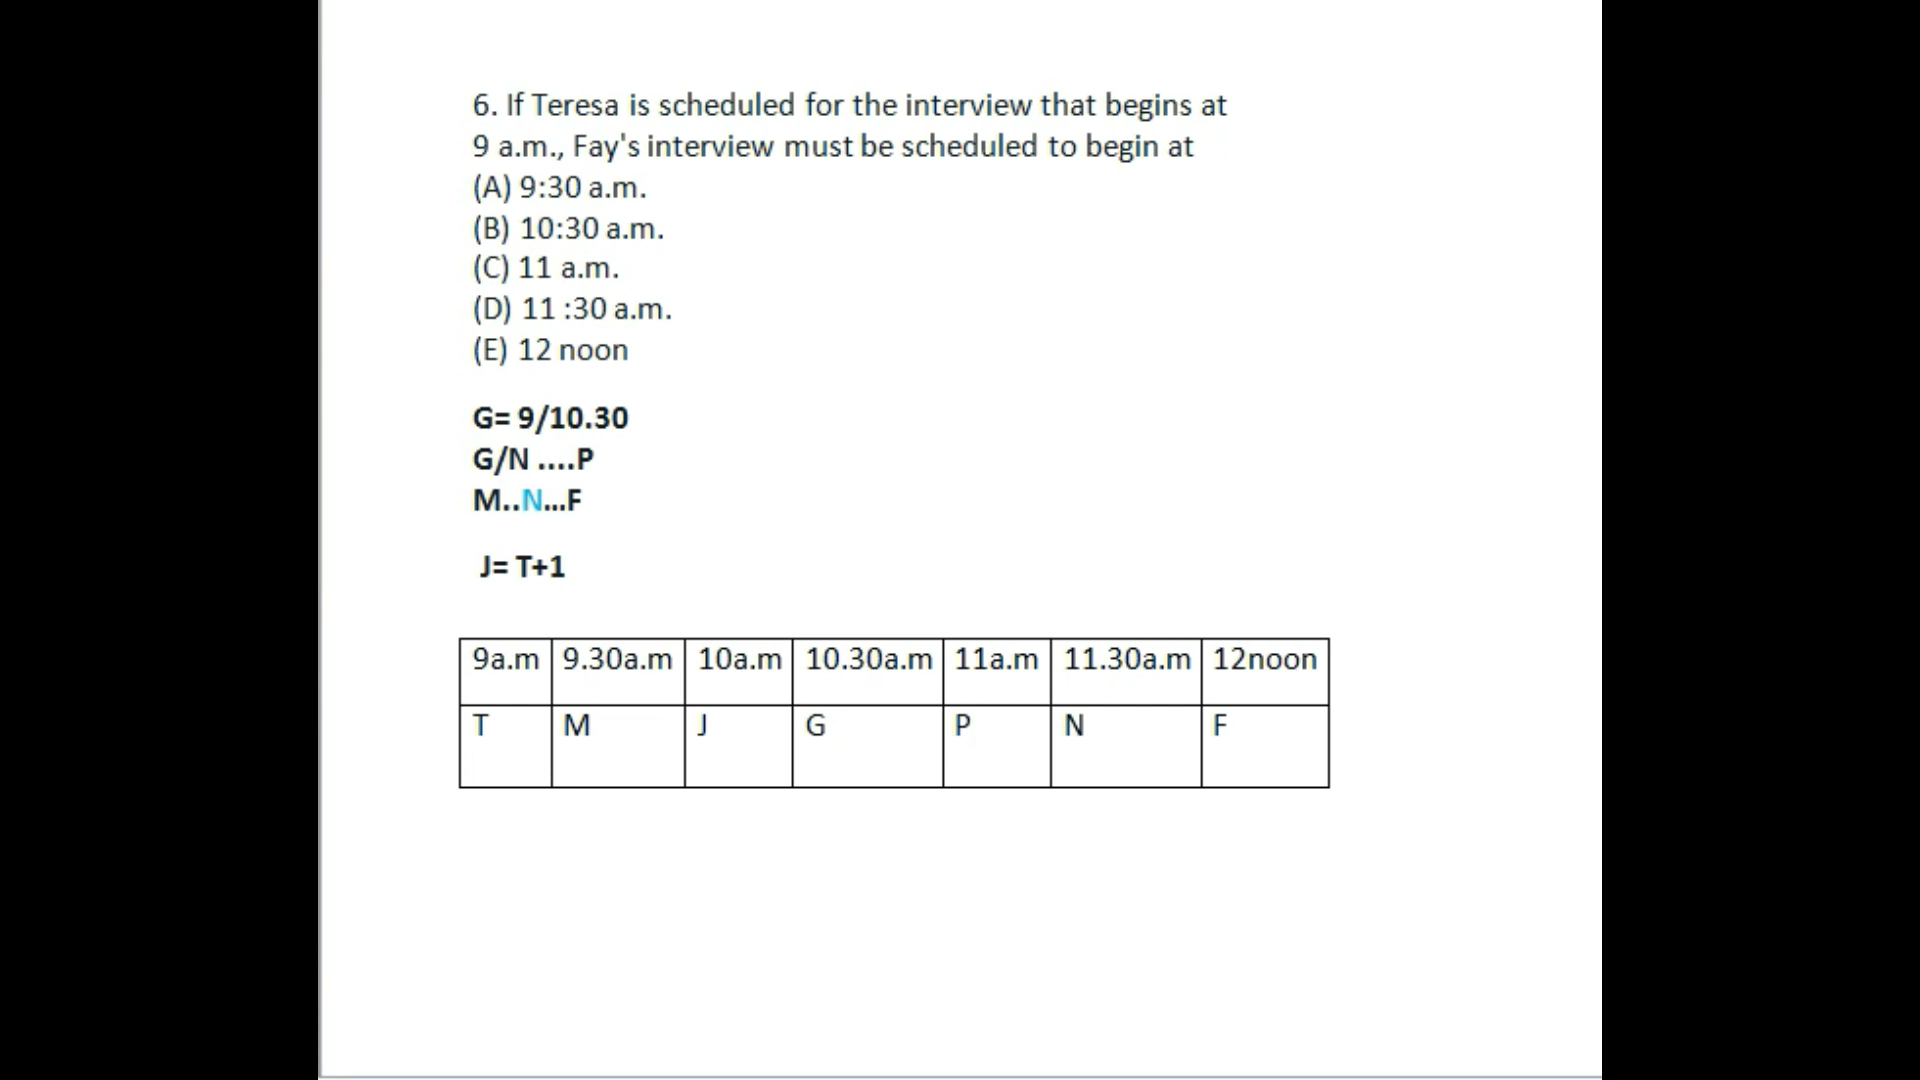 6. If Teresa is scheduled for the interview that begins at
9 a.m., Fay's interview must be scheduled to begin at
(A) 9:30 a.m.
(B) 10:30 a.m.
(C) 11 a.m.
(D) 11 :30 a.m.
(E) 12 noon
G= 9/10.30
G/N ....P
M..N...F
J= T+1
9a.m 9.30a.m 10a.m 10.30a.m 11a.m 11.30a.m 12noon
T M J G P N F